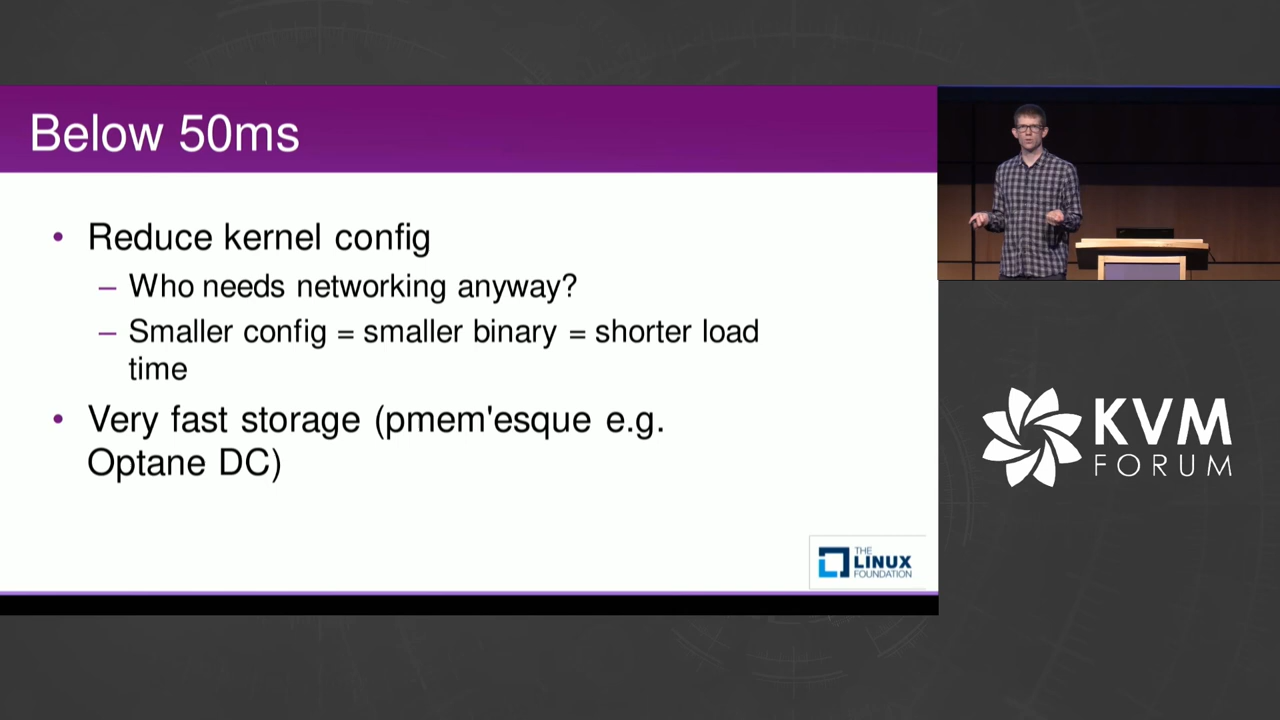 Below 50ms
• Reduce kernel config
– Who needs networking anyway?
– Smaller config = smaller binary = shorter load
time
• Very fast storage (pmem'esque e.g.
Optane DC)
THE
LINUX
FOUNDATION
KVM
FORUM